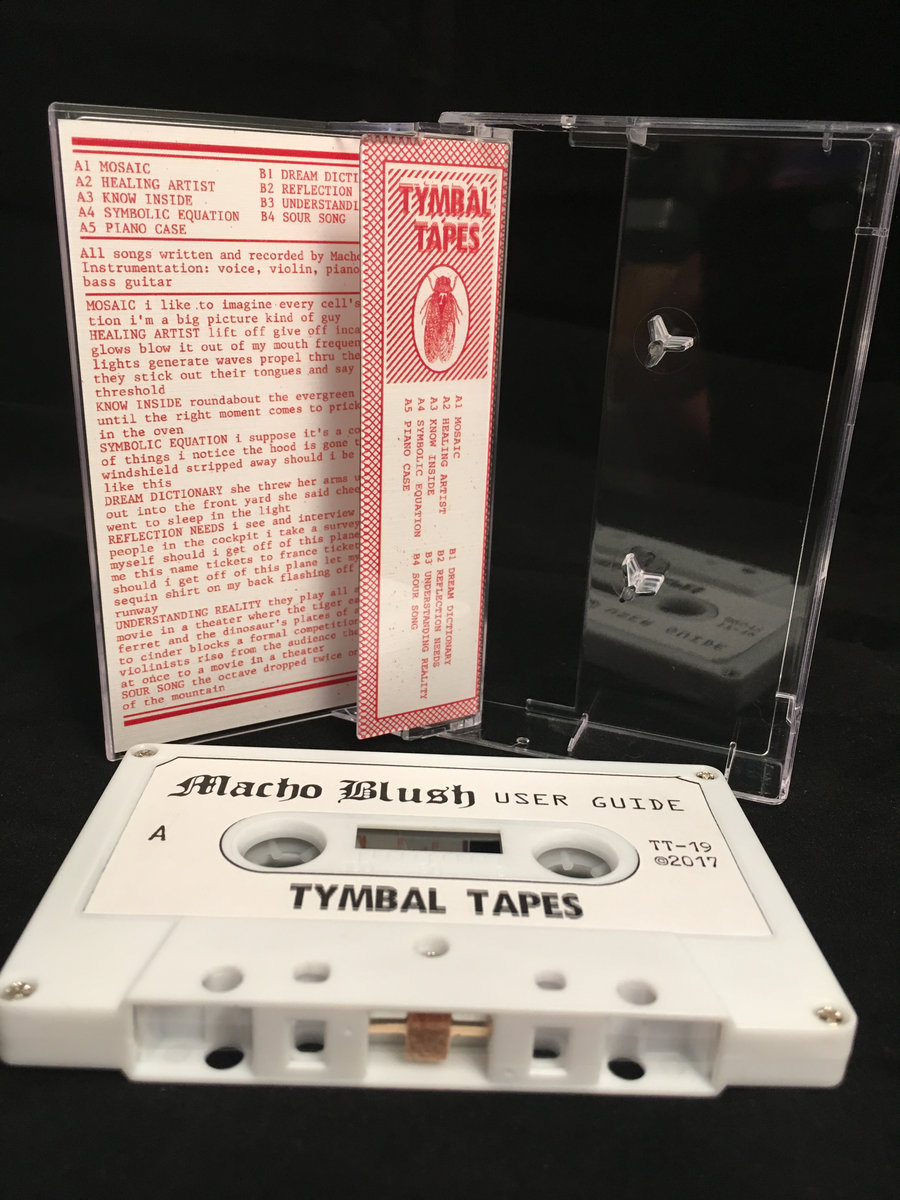 A1 MOSAIC
A2 HEALING ARTIST
A3 KNOW INSIDE
A4 SYMBOLIC EQUATION
A5 PIANO CASE
B1 DREAM DICTI
B2 REFLECTION
B3 UNDERSTANDI
B4 SOUR SONG
All songs written and recorded by Macho
Instrumentation: voice, violin, piano
bass guitar
MOSAIC i like to imagine every cell's
tion i'm a big picture kind of guy
HEALING ARTIST lift off give off inca
glows blow it out of my mouth frequen
lights generate waves propel thru the
they stick out their tongues and say
threshold
KNOW INSIDE roundabout the evergreen
until the right moment comes to prick
in the oven
SYMBOLIC EQUATION i suppose it's a co
of things i notice the hood is gone t
windshield stripped away should i be
like this
DREAM DICTIONARY she threw her arms u
out into the front yard she said chee
went to sleep in the light
REFLECTION NEEDS i see and interview
people in the cockpit i take a survey
myself should i get off of this plane
me this name tickets to france ticket
should i get off of this plane let my
sequin shirt on my back flashing off
runway
UNDERSTANDING REALITY they play all a
movie in a theater where the tiger ea
ferret and the dinosaur's plates of a
to cinder blocks a formal competition
violinists rise from the audience the
at once to a movie in a theater
SOUR SONG the octave dropped twice on
of the mountain
TYMBAL
TAPES
A1 MOSAIC
A2 HEALING ARTIST
A3 KNOW INSIDE
A4 SYMBOLIC EQUATION
A5 PIANO CASE
B1 DREAM DICTIONARY
B2 REFLECTION NEEDS
B3 UNDERSTANDING REALITY
B4 SOUR SONG
Macho Blush USER GUIDE
A
TT-19
©2017
TYMBAL TAPES